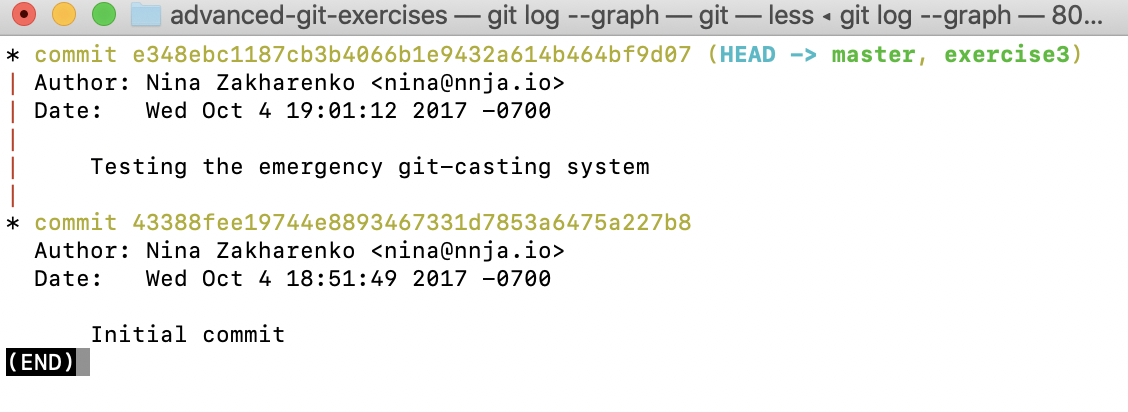 advanced-git-exercises — git log --graph — git — less ◂ git log --graph — 80...
* commit e348ebc1187cb3b4066b1e9432a614b464bf9d07 (HEAD -> master, exercise3)
| Author: Nina Zakharenko <nina@nnja.io>
| Date:   Wed Oct 4 19:01:12 2017 -0700
|
|     Testing the emergency git-casting system
|
* commit 43388fee19744e8893467331d7853a6475a227b8
  Author: Nina Zakharenko <nina@nnja.io>
  Date:   Wed Oct 4 18:51:49 2017 -0700
      Initial commit
(END)